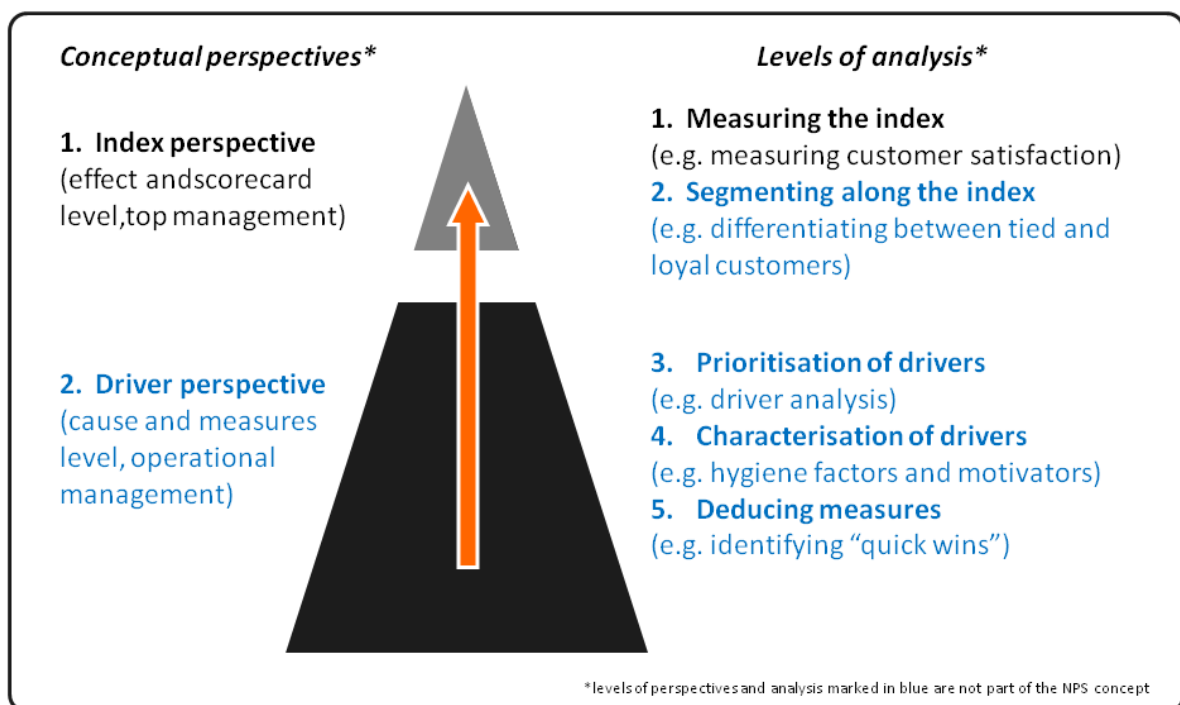 Conceptual perspectives*
1. Index perspective
(effect andscorecard
level,top management)
2. Driver perspective
(cause and measures
level, operational
management)
Levels of analysis*
1. Measuring the index
(e.g. measuring customer satisfaction)
2. Segmenting along the index
(e.g. differentiating between tied and
loyal customers)
3. Prioritisation of drivers
(e.g. driver analysis)
4. Characterisation of drivers
(e.g. hygiene factors and motivators)
5. Deducing measures
(e.g. identifying “quick wins”)
*levels of perspectives and analysis marked in blue are not part of the NPS concept